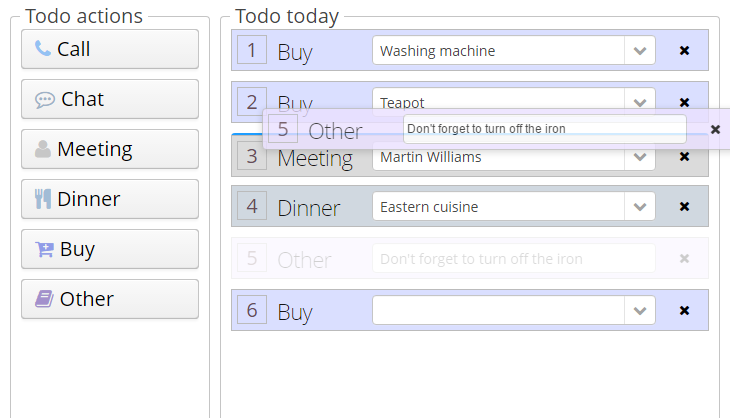 Todo actions
Call
Chat
Meeting
Dinner
Buy
Other
Todo today
1 Buy Washing machine
2 Buy Teapot
5 Other Don't forget to turn off the iron
3 Meeting Martin Williams
4 Dinner Eastern cuisine
5 Other Don't forget to turn off the iron
6 Buy